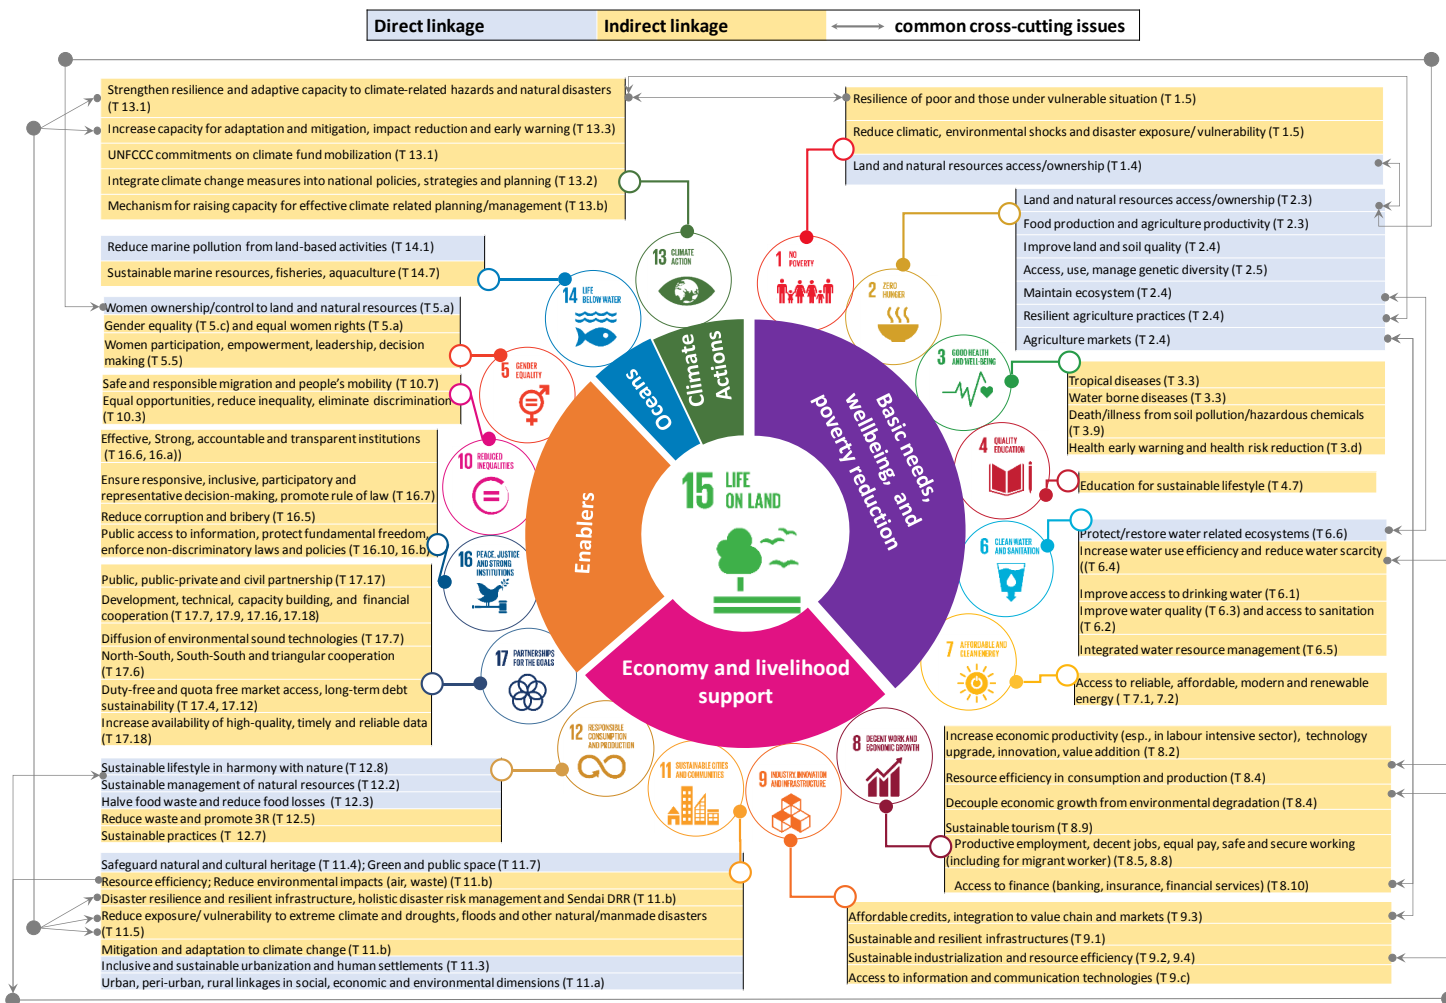 Direct linkage
Indirect linkage
common cross-cutting issues
Strengthen resilience and adaptive capacity to climate-related hazards and natural disasters
(T 13.1)
Increase capacity for adaptation and mitigation, impact reduction and early warning (T 13.3)
UNFCCC commitments on climate fund mobilization (T 13.1)
Integrate climate change measures into national policies, strategies and planning (T 13.2)
Mechanism for raising capacity for effective climate related planning/management (T 13.b)
Resilience of poor and those under vulnerable situation (T 1.5)
Reduce climatic, environmental shocks and disaster exposure/ vulnerability (T 1.5)
Land and natural resources access/ownership (T 1.4)
Land and natural resources access/ownership (T 2.3)
Food production and agriculture productivity (T 2.3)
Improve land and soil quality (T 2.4)
Access, use, manage genetic diversity (T 2.5)
Maintain ecosystem (T 2.4)
Resilient agriculture practices (T 2.4)
Agriculture markets (T 2.4)
Reduce marine pollution from land-based activities (T 14.1)
Sustainable marine resources, fisheries, aquaculture (T 14.7)
Women ownership/control to land and natural resources (T 5.a)
Gender equality (T 5.c) and equal women rights (T 5.a)
Women participation, empowerment, leadership, decision
making (T 5.5)
Safe and responsible migration and people's mobility (T 10.7)
Equal opportunities, reduce inequality, eliminate discrimination
(T 10.3)
Effective, Strong, accountable and transparent institutions
(T 16.6, 16.a))
Ensure responsive, inclusive, participatory and
representative decision-making, promote rule of law (T 16.7)
Reduce corruption and bribery (T 16.5)
Public access to information, protect fundamental freedom,
enforce non-discriminatory laws and policies (T 16.10, 16.b)
Public, public-private and civil partnership (T 17.17)
Development, technical, capacity building, and financial
cooperation (T 17.7, 17.9, 17.16, 17.18)
Diffusion of environmental sound technologies (T 17.7)
North-South, South-South and triangular cooperation
(T 17.6)
Duty-free and quota free market access, long-term debt
sustainability (T 17.4, 17.12)
Increase availability of high-quality, timely and reliable data
(T 17.18)
Sustainable lifestyle in harmony with nature (T 12.8)
Sustainable management of natural resources (T 12.2)
Halve food waste and reduce food losses (T 12.3)
Reduce waste and promote 3R (T 12.5)
Sustainable practices (T 12.7)
Safeguard natural and cultural heritage (T 11.4); Green and public space (T 11.7)
Resource efficiency; Reduce environmental impacts (air, waste) (T 11.b)
Disaster resilience and resilient infrastructure, holistic disaster risk management and Sendai DRR (T 11.b)
Reduce exposure/ vulnerability to extreme climate and droughts, floods and other natural/manmade disasters
(T 11.5)
Mitigation and adaptation to climate change (T 11.b)
Inclusive and sustainable urbanization and human settlements (T 11.3)
Urban, peri-urban, rural linkages in social, economic and environmental dimensions (T 11.a)
13 CLIMATE
ACTION
1 NO
POVERTY
14 LIFE
BELOW WATER
2 ZERO
HUNGER
5 GENDER
EQUALITY
3 GOOD HEALTH
AND WELL-BEING
10 REDUCED
INEQUALITIES
4 QUALITY
EDUCATION
16 PEACE, JUSTICE
AND STRONG
INSTITUTIONS
6 CLEAN WATER
AND SANITATION
17 PARTNERSHIPS
FOR THE GOALS
7 AFFORDABLE AND
CLEAN ENERGY
12 RESPONSIBLE
CONSUMPTION
AND PRODUCTION
11 SUSTAINABLE CITIES
AND COMMUNITIES
9 INDUSTRY, INNOVATION
AND INFRASTRUCTURE
8 DECENT WORK AND
ECONOMIC GROWTH
Oceans
Climate
Actions
Basic needs,
wellbeing, and
poverty reduction
Enablers
Economy and livelihood
support
15 LIFE
ON LAND
Tropical diseases (T 3.3)
Water borne diseases (T 3.3)
Death/illness from soil pollution/hazardous chemicals
(T 3.9)
Health early warning and health risk reduction (T 3.d)
Education for sustainable lifestyle (T 4.7)
Protect/restore water related ecosystems (T 6.6)
Increase water use efficiency and reduce water scarcity
((T 6.4)
Improve access to drinking water (T 6.1)
Improve water quality (T 6.3) and access to sanitation
(T 6.2)
Integrated water resource management (T 6.5)
Access to reliable, affordable, modern and renewable
energy ( T 7.1, 7.2)
Increase economic productivity (esp., in labour intensive sector), technology
upgrade, innovation, value addition (T 8.2)
Resource efficiency in consumption and production (T 8.4)
Decouple economic growth from environmental degradation (T 8.4)
Sustainable tourism (T 8.9)
Productive employment, decent jobs, equal pay, safe and secure working
(including for migrant worker) (T 8.5, 8.8)
Access to finance (banking, insurance, financial services) (T 8.10)
Affordable credits, integration to value chain and markets (T 9.3)
Sustainable and resilient infrastructures (T 9.1)
Sustainable industrialization and resource efficiency (T 9.2, 9.4)
Access to information and communication technologies (T 9.c)